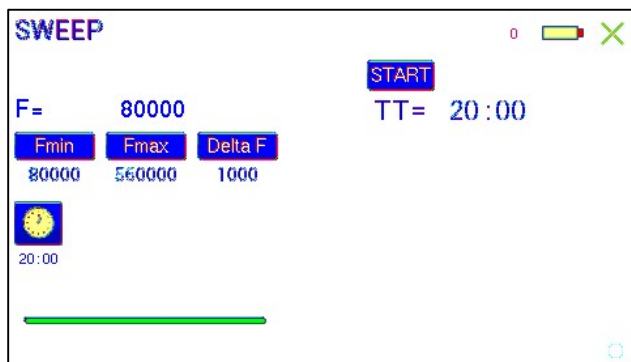 SWEEP 0
START
F= 80000 TT= 20:00
Fmin Fmax Delta F
80000 560000 1000
20:00